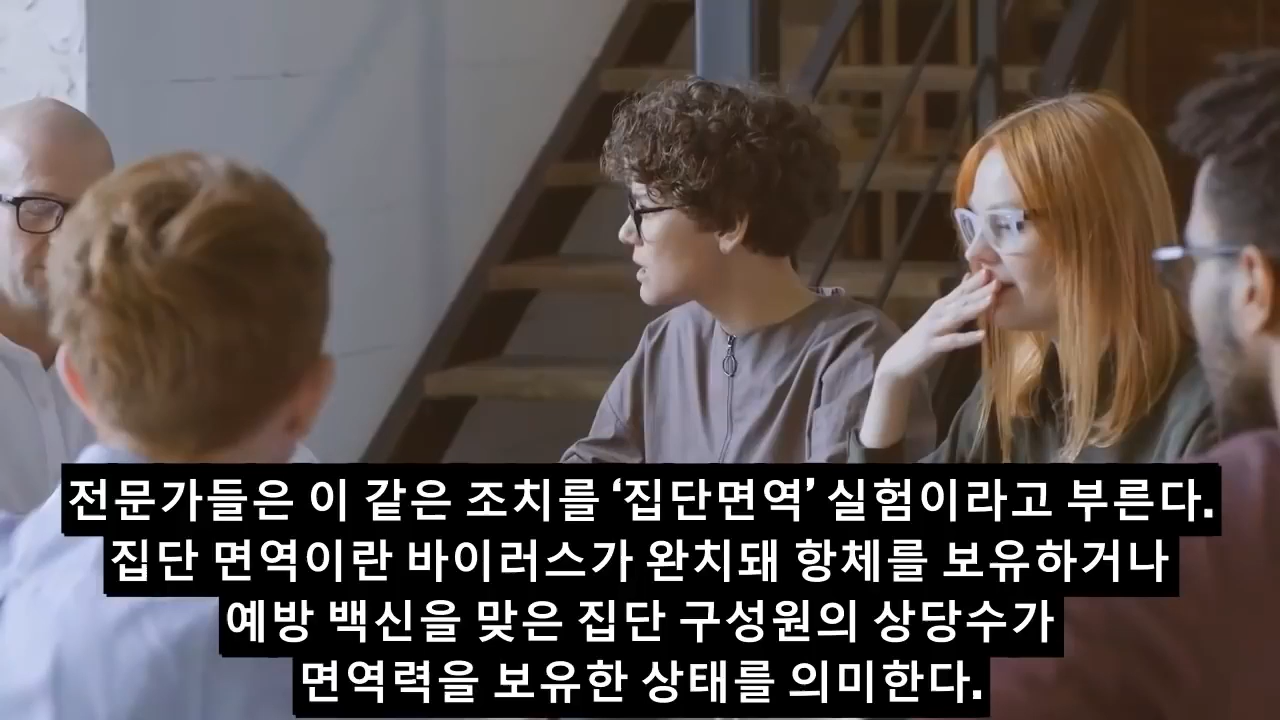 전문가들은 이 같은 조치를 ‘집단면역’ 실험이라고 부른다.
집단 면역이란 바이러스가 완치돼 항체를 보유하거나
예방 백신을 맞은 집단 구성원의 상당수가
면역력을 보유한 상태를 의미한다.